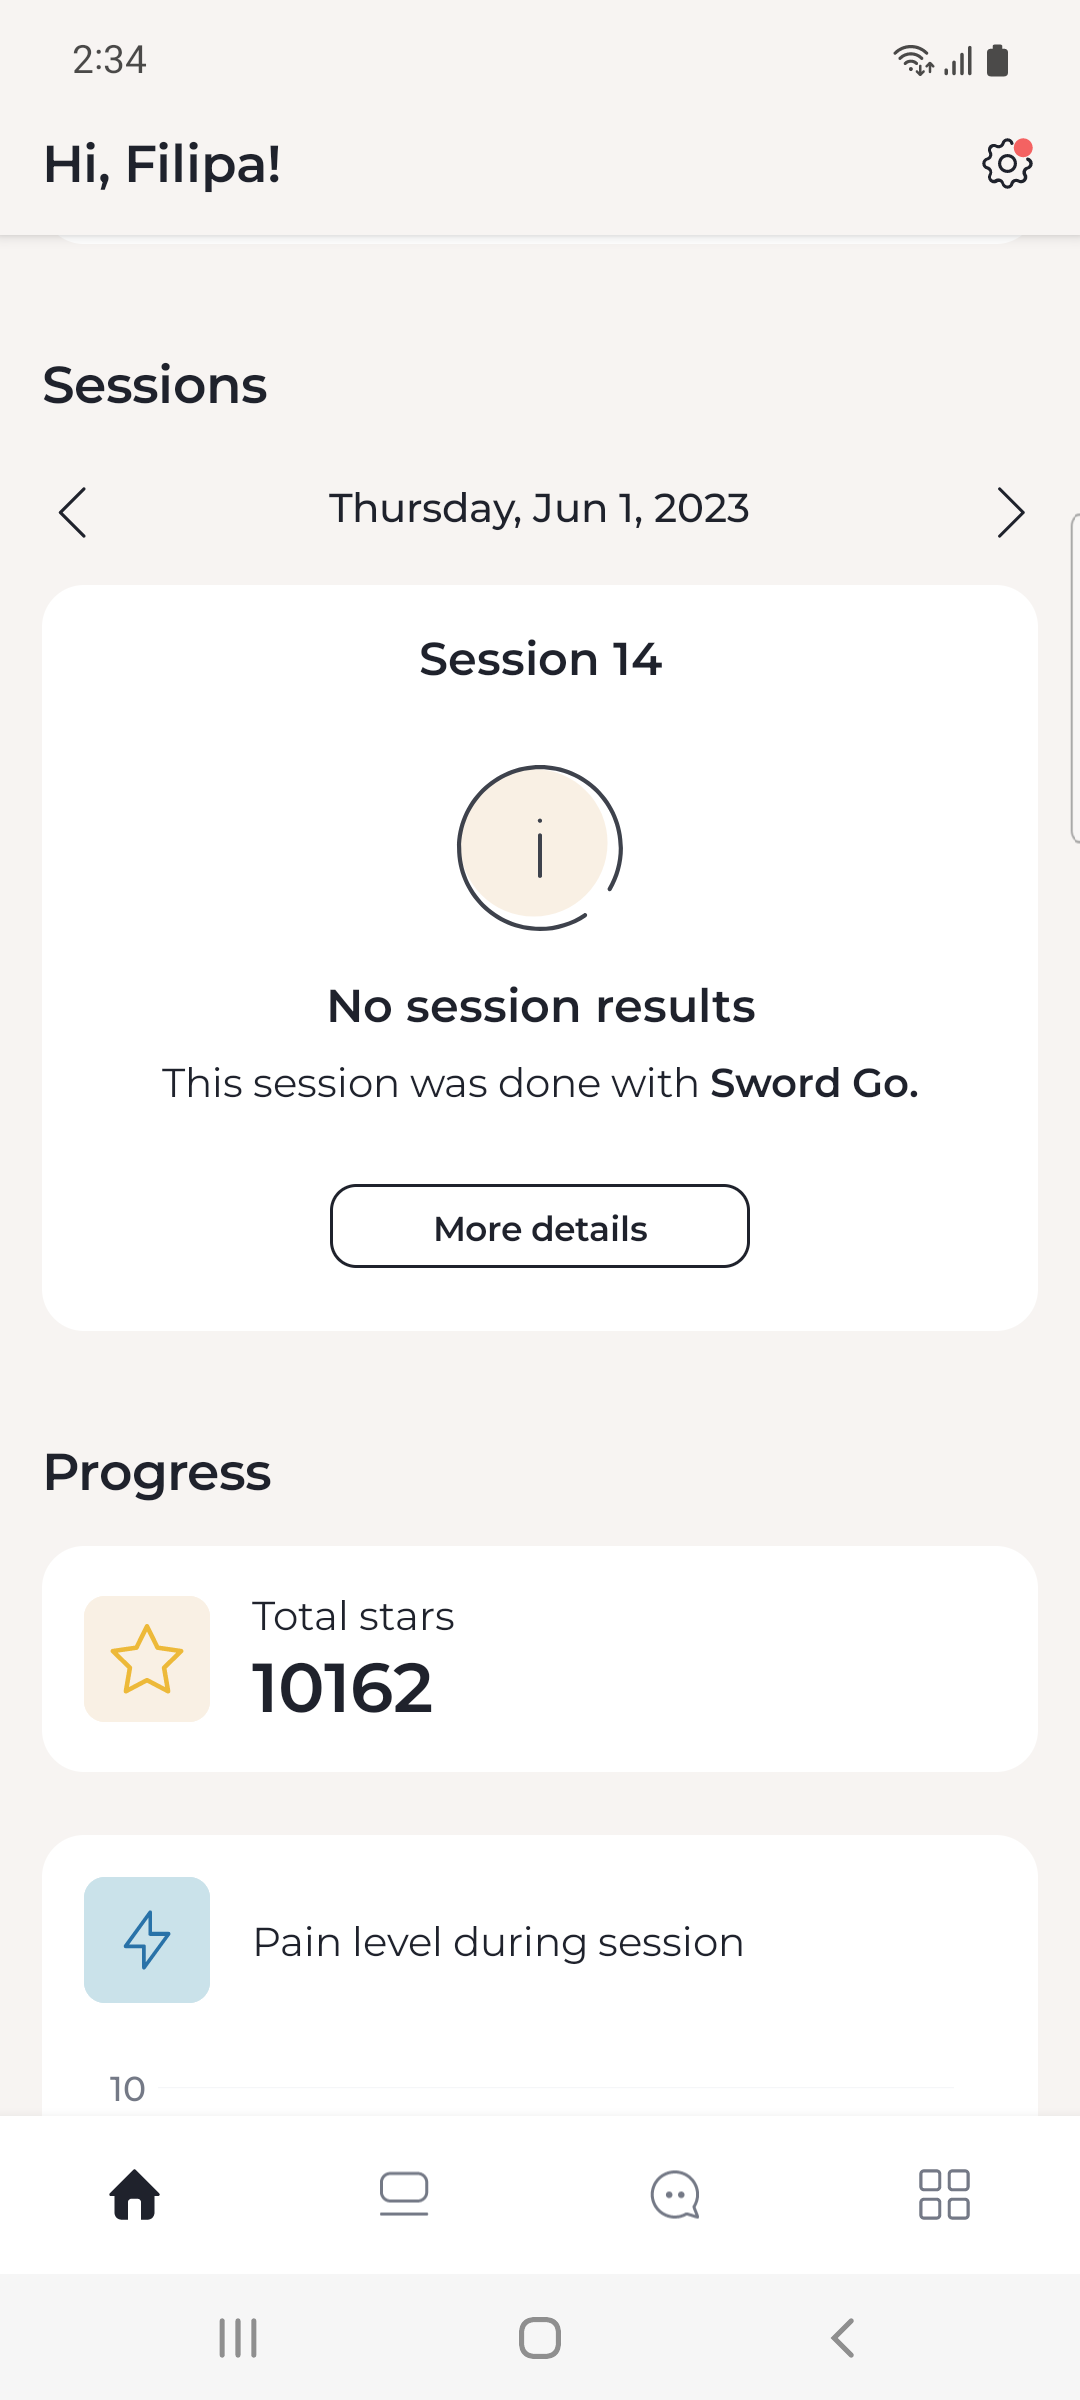 2:34
Hi, Filipa!
Sessions
Thursday, Jun 1, 2023
Session 14
No session results
This session was done with Sword Go.
More details
Progress
Total stars
10162
Pain level during session
10